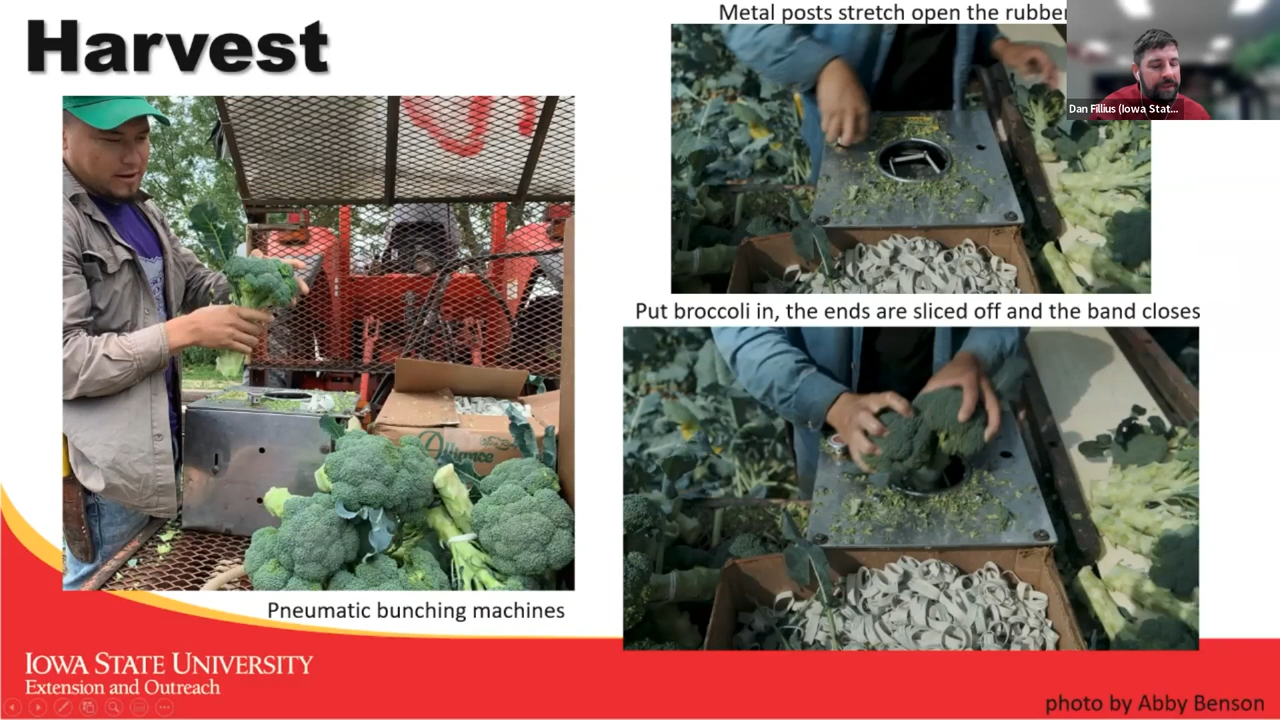 Harvest
Metal posts stretch open the rubber
Dan Fillius (Iowa Stat...
Put broccoli in, the ends are sliced off and the band closes
Alliance
Pneumatic bunching machines
IOWA STATE UNIVERSITY
Extension and Outreach
photo by Abby Benson